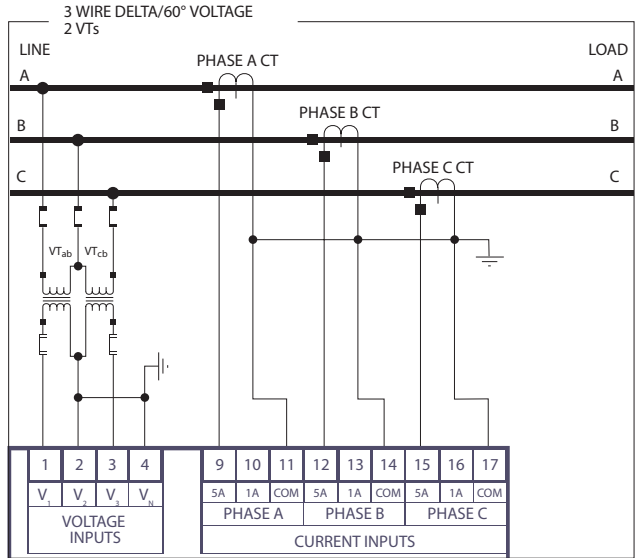 3 WIRE DELTA/60° VOLTAGE
2 VTs
LINE
LOAD
PHASE A CT
A
A
PHASE B CT
B
B
PHASE C CT
C
C
VTab
VTcb
1 2 3 4
9 10 11 12 13 14 15 16 17
V1 V2 V3 VN
5A 1A COM 5A 1A COM 5A 1A COM
VOLTAGE
INPUTS
PHASE A PHASE B PHASE C
CURRENT INPUTS